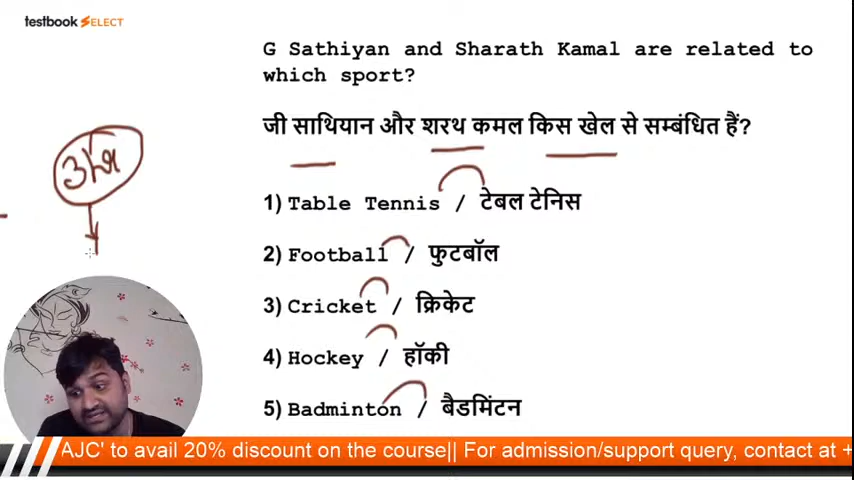 testbook SELECT
G Sathiyan and Sharath Kamal are related to
which sport?
जी साथियान और शरथ कमल किस खेल से सम्बंधित हैं?
1) Table Tennis / टेबल टेनिस
2) Football / फुटबॉल
3) Cricket / क्रिकेट
4) Hockey / हॉकी
5) Badminton / बैडमिंटन
AJC' to avail 20% discount on the course|| For admission/support query, contact at +